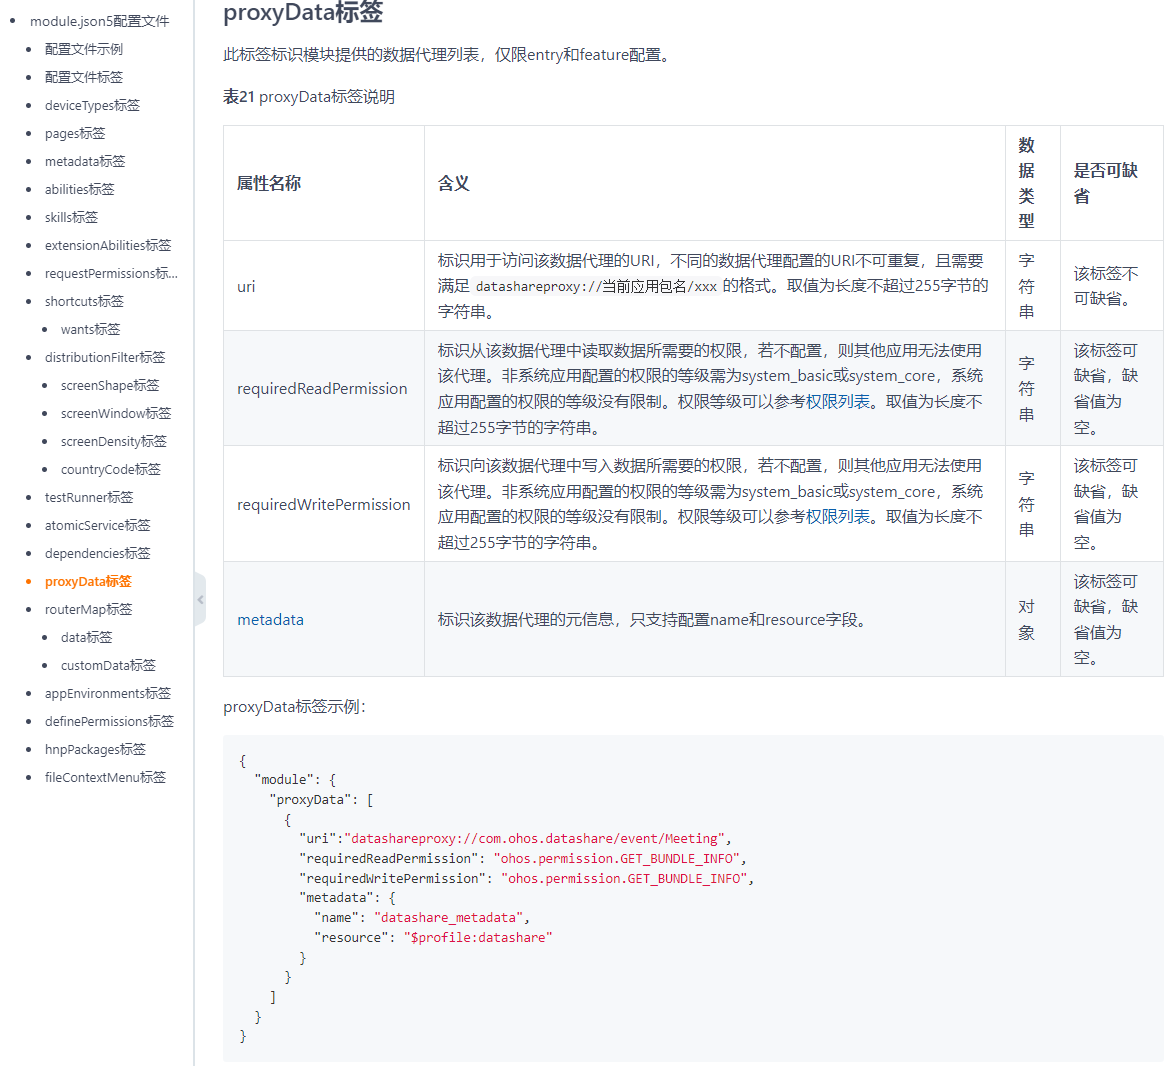 module.json5配置文件
配置文件示例
配置文件标签
deviceTypes标签
pages标签
metadata标签
abilities标签
skills标签
extensionAbilities标签
requestPermissions标...
shortcuts标签
wants标签
distributionFilter标签
screenShape标签
screenWindow标签
screenDensity标签
countryCode标签
testRunner标签
atomicService标签
dependencies标签
proxyData标签
routerMap标签
data标签
customData标签
appEnvironments标签
definePermissions标签
hnpPackages标签
fileContextMenu标签
proxyData标签
此标签标识模块提供的数据代理列表，仅限entry和feature配置。
表21 proxyData标签说明
属性名称
含义
数
据
类
型
是否可缺
省
uri
标识用于访问该数据代理的URI，不同的数据代理配置的URI不可重复，且需要
满足 datashareproxy://当前应用包名/xxx 的格式。取值为长度不超过255字节的
字符串。
字
符
串
该标签不
可缺省。
requiredReadPermission
标识从该数据代理中读取数据所需要的权限，若不配置，则其他应用无法使用
该代理。非系统应用配置的权限的等级需为system_basic或system_core，系统
应用配置的权限的等级没有限制。权限等级可以参考权限列表。取值为长度不
超过255字节的字符串。
字
符
串
该标签可
缺省，缺
省值为
空。
requiredWritePermission
标识向该数据代理中写入数据所需要的权限，若不配置，则其他应用无法使用
该代理。非系统应用配置的权限的等级需为system_basic或system_core，系统
应用配置的权限的等级没有限制。权限等级可以参考权限列表。取值为长度不
超过255字节的字符串。
字
符
串
该标签可
缺省，缺
省值为
空。
metadata
标识该数据代理的元信息，只支持配置name和resource字段。
对
象
该标签可
缺省，缺
省值为
空。
proxyData标签示例：
{
  "module": {
    "proxyData": [
      {
        "uri":"datashareproxy://com.ohos.datashare/event/Meeting",
        "requiredReadPermission": "ohos.permission.GET_BUNDLE_INFO",
        "requiredWritePermission": "ohos.permission.GET_BUNDLE_INFO",
        "metadata": {
          "name": "datashare_metadata",
          "resource": "$profile:datashare"
        }
      }
    ]
  }
}